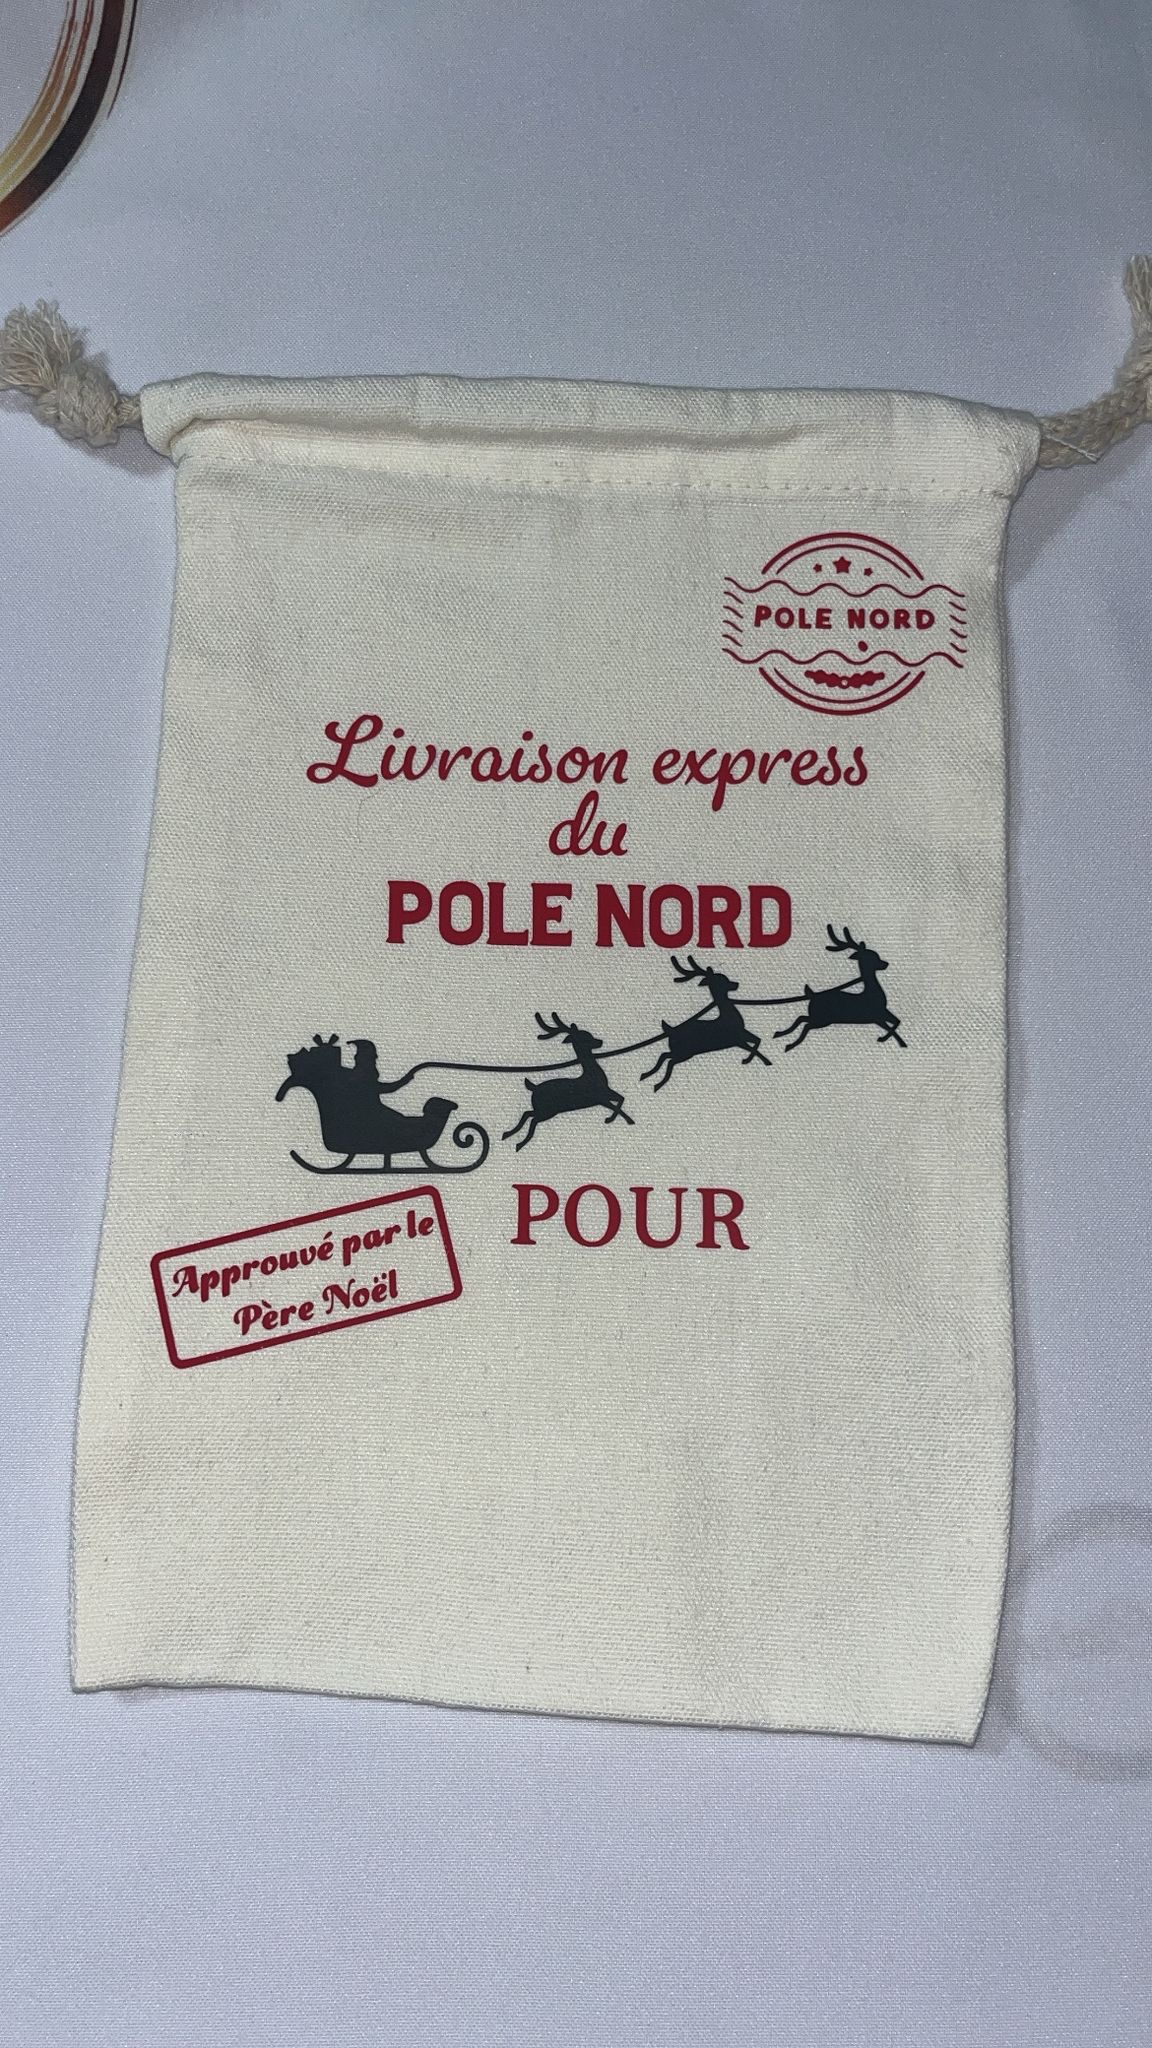 POLE NORD
Livraison express
du
POLE NORD
POUR
Approuvé par le
Père Noël